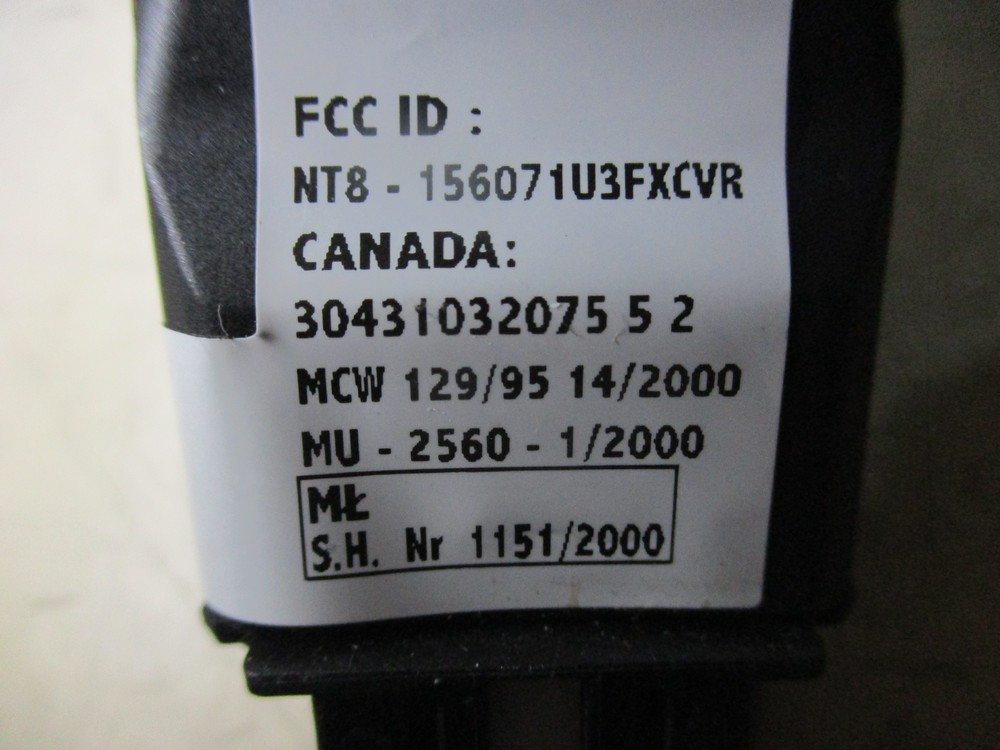 FCC ID :
NT8 - 156071U3FXCVR
CANADA:
30431032075 5 2
MCW 129/95 14/2000
MU - 2560 - 1/2000
MŁ
S.H. Nr 1151/2000